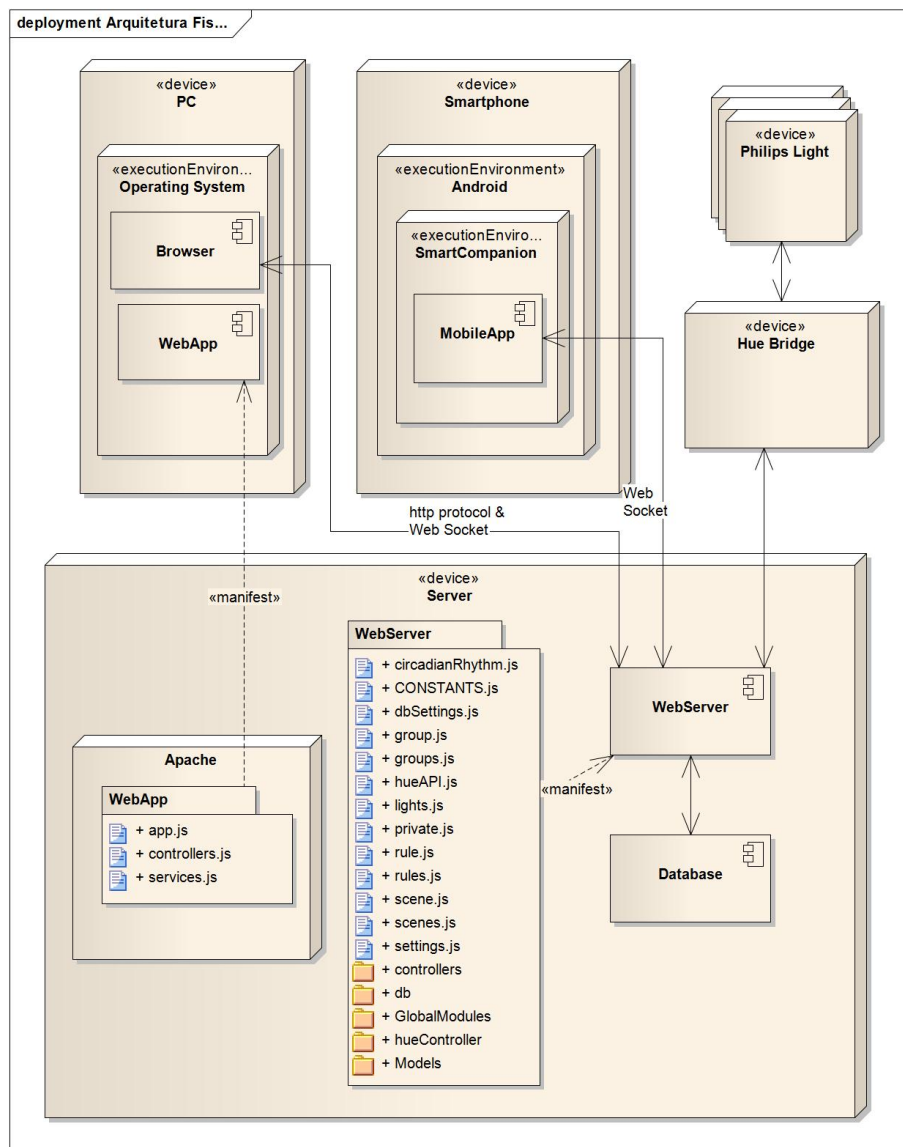 deployment Arquitetura Fis...
«device»
PC
«executionEnviron...
Operating System
Browser
WebApp
«device»
Smartphone
«executionEnvironment»
Android
«executionEnviro...
SmartCompanion
MobileApp
«device»
Philips Light
«device»
Hue Bridge
http protocol &
Web Socket
Web
Socket
«manifest»
«device»
Server
Apache
WebApp
+ app.js
+ controllers.js
+ services.js
WebServer
+ circadianRhythm.js
+ CONSTANTS.js
+ dbSettings.js
+ group.js
+ groups.js
+ hueAPI.js
+ lights.js
+ private.js
+ rule.js
+ rules.js
+ scene.js
+ scenes.js
+ settings.js
+ controllers
+ db
+ GlobalModules
+ hueController
+ Models
«manifest»
WebServer
Database